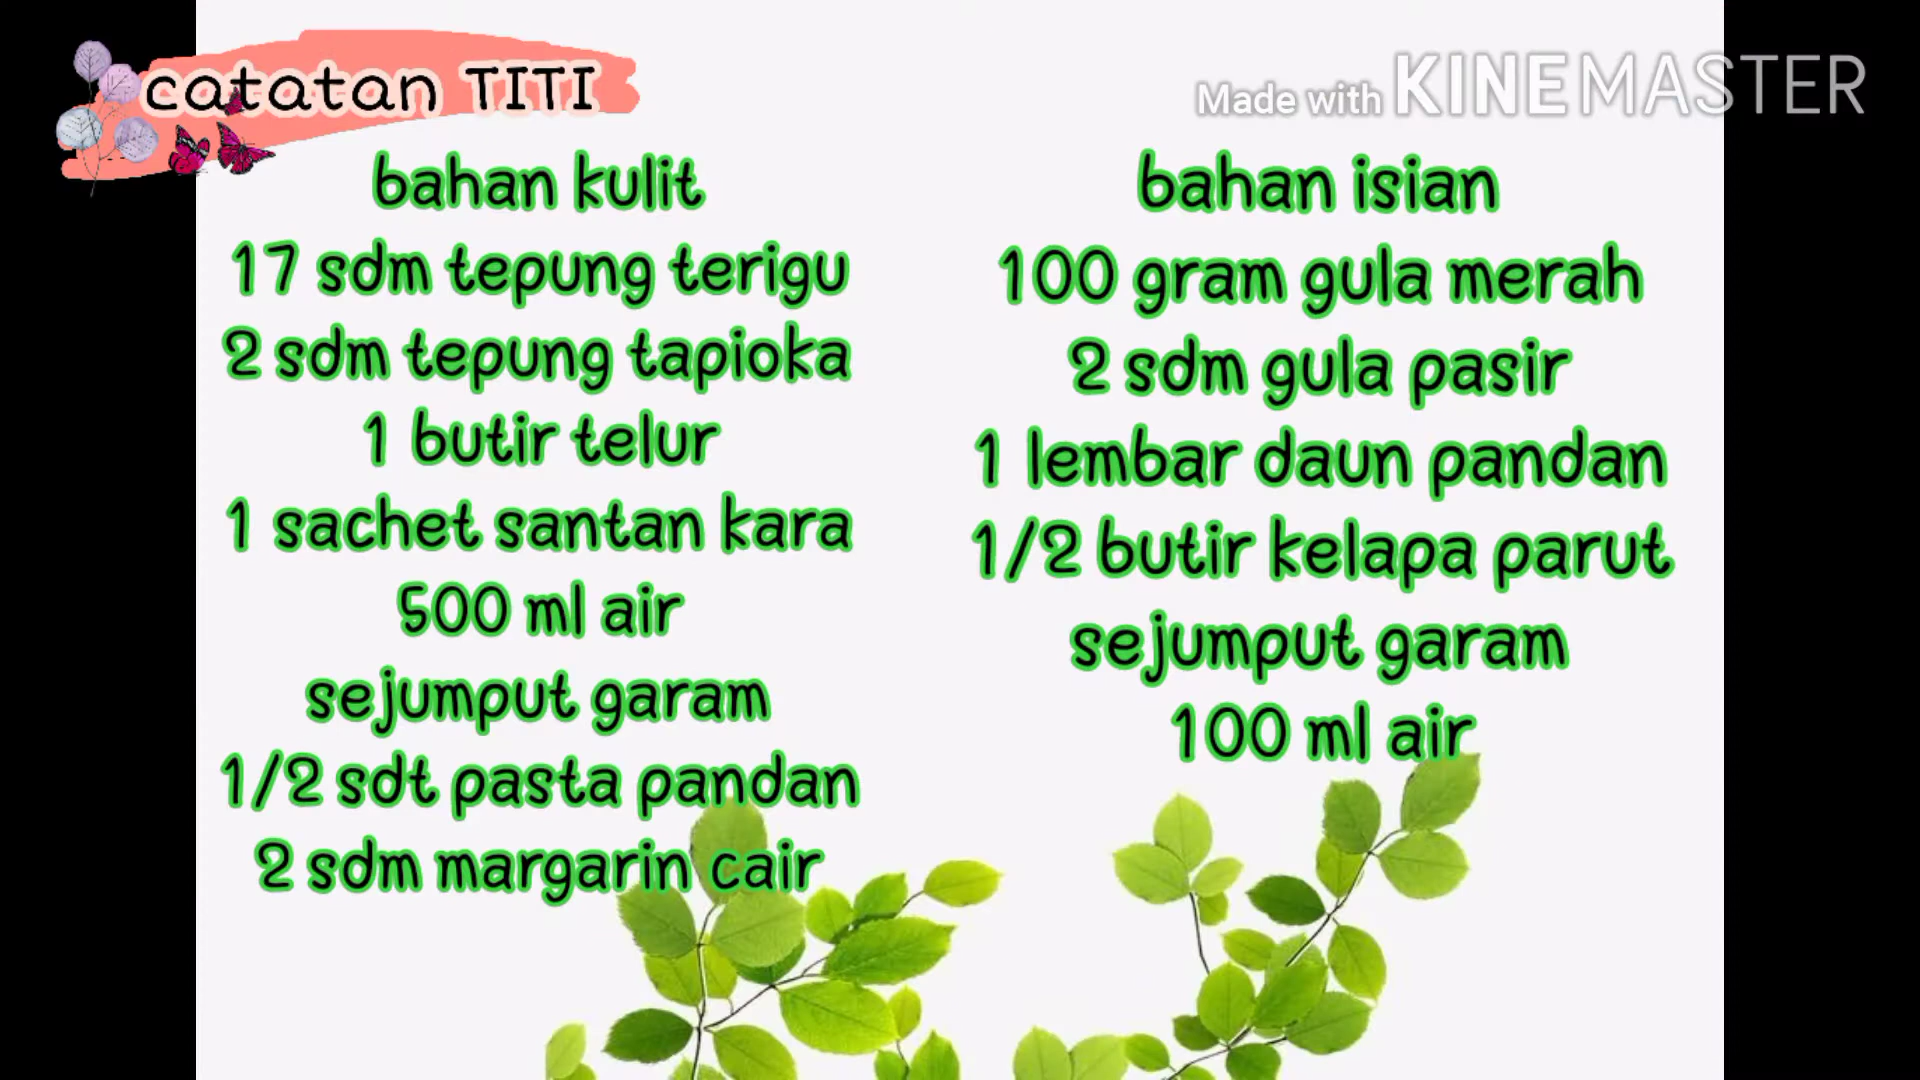 catatan TITI
Made with KINEMASTER
bahan kulit
17 sdm tepung terigu
2 sdm tepung tapioka
1 butir telur
1 sachet santan kara
500 ml air
sejumput garam
1/2 sdt pasta pandan
2 sdm margarin cair
bahan isian
100 gram gula merah
2 sdm gula pasir
1 lembar daun pandan
1/2 butir kelapa parut
sejumput garam
100 ml air